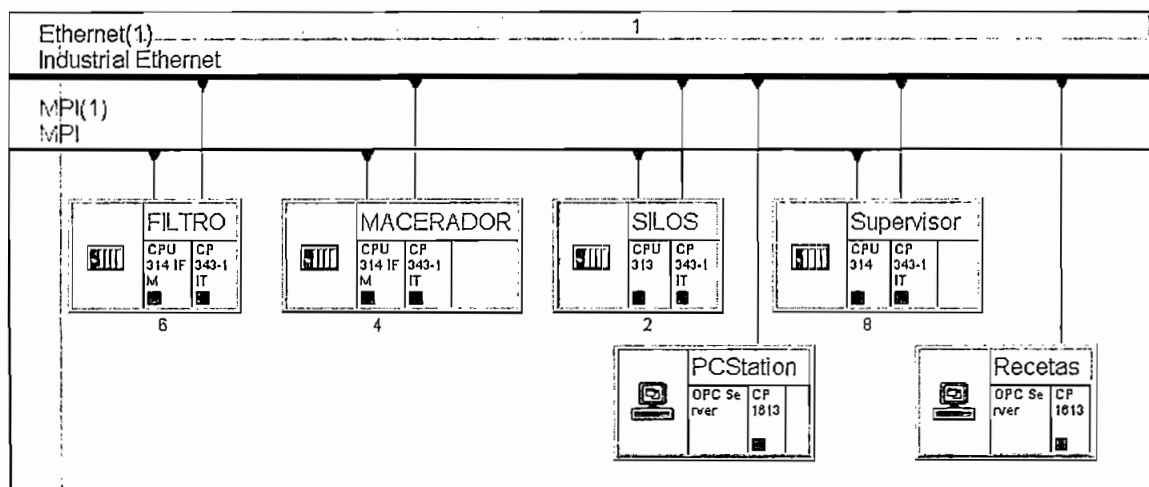 1
Ethernet(1)
Industrial Ethernet
MPI(1)
MPI
FILTRO
CPU 314 IF M
CP 343-1 IT
6
MACERADOR
CPU 314 IF M
CP 343-1 IT
4
SILOS
CPU 313
CP 343-1 IT
2
Supervisor
CPU 314
CP 343-1 IT
8
PCStation
OPC Se rver
CP 1613
Recetas
OPC Se rver
CP 1613